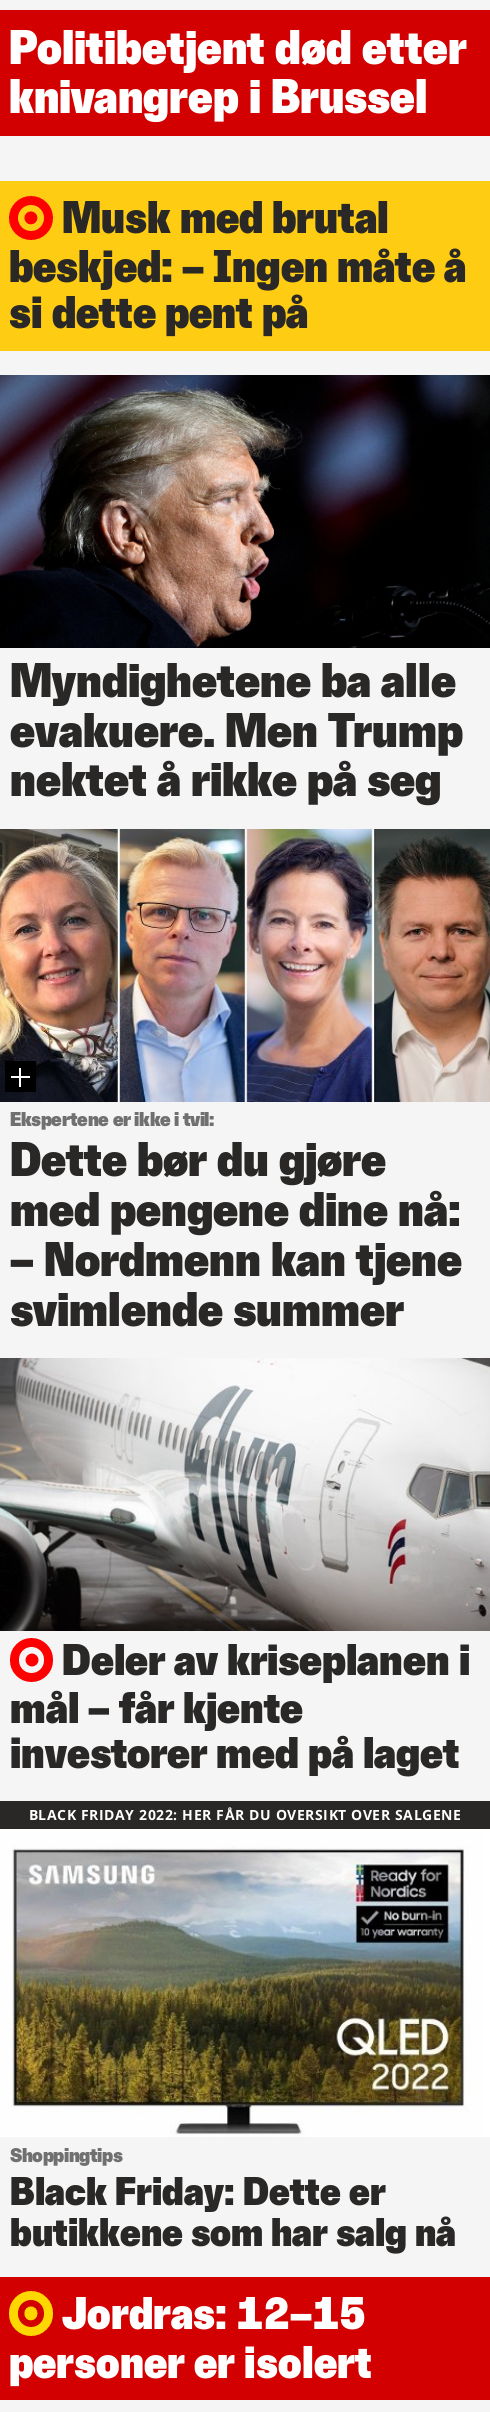 Politibetjent død etter
knivangrep i Brussel
Musk med brutal
beskjed: – Ingen måte å
si dette pent på
Myndighetene ba alle
evakuere. Men Trump
nektet å rikke på seg
Ekspertene er ikke i tvil:
Dette bør du gjøre
med pengene dine nå:
– Nordmenn kan tjene
svimlende summer
flyr
Deler av kriseplanen i
mål – får kjente
investorer med på laget
BLACK FRIDAY 2022: HER FÅR DU OVERSIKT OVER SALGENE
SAMSUNG
Ready for
Nordics
No burn-in
10 year warranty
QLED
2022
Shoppingtips
Black Friday: Dette er
butikkene som har salg nå
Jordras: 12–15
personer er isolert